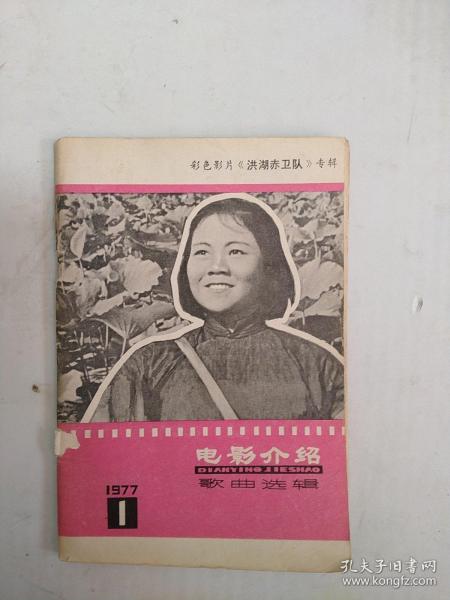 彩色影片《洪湖赤卫队》专辑
电影介绍
DIANYING JIESHAO
歌曲选辑
1977
1
孔夫子旧书网
www.kongfz.com